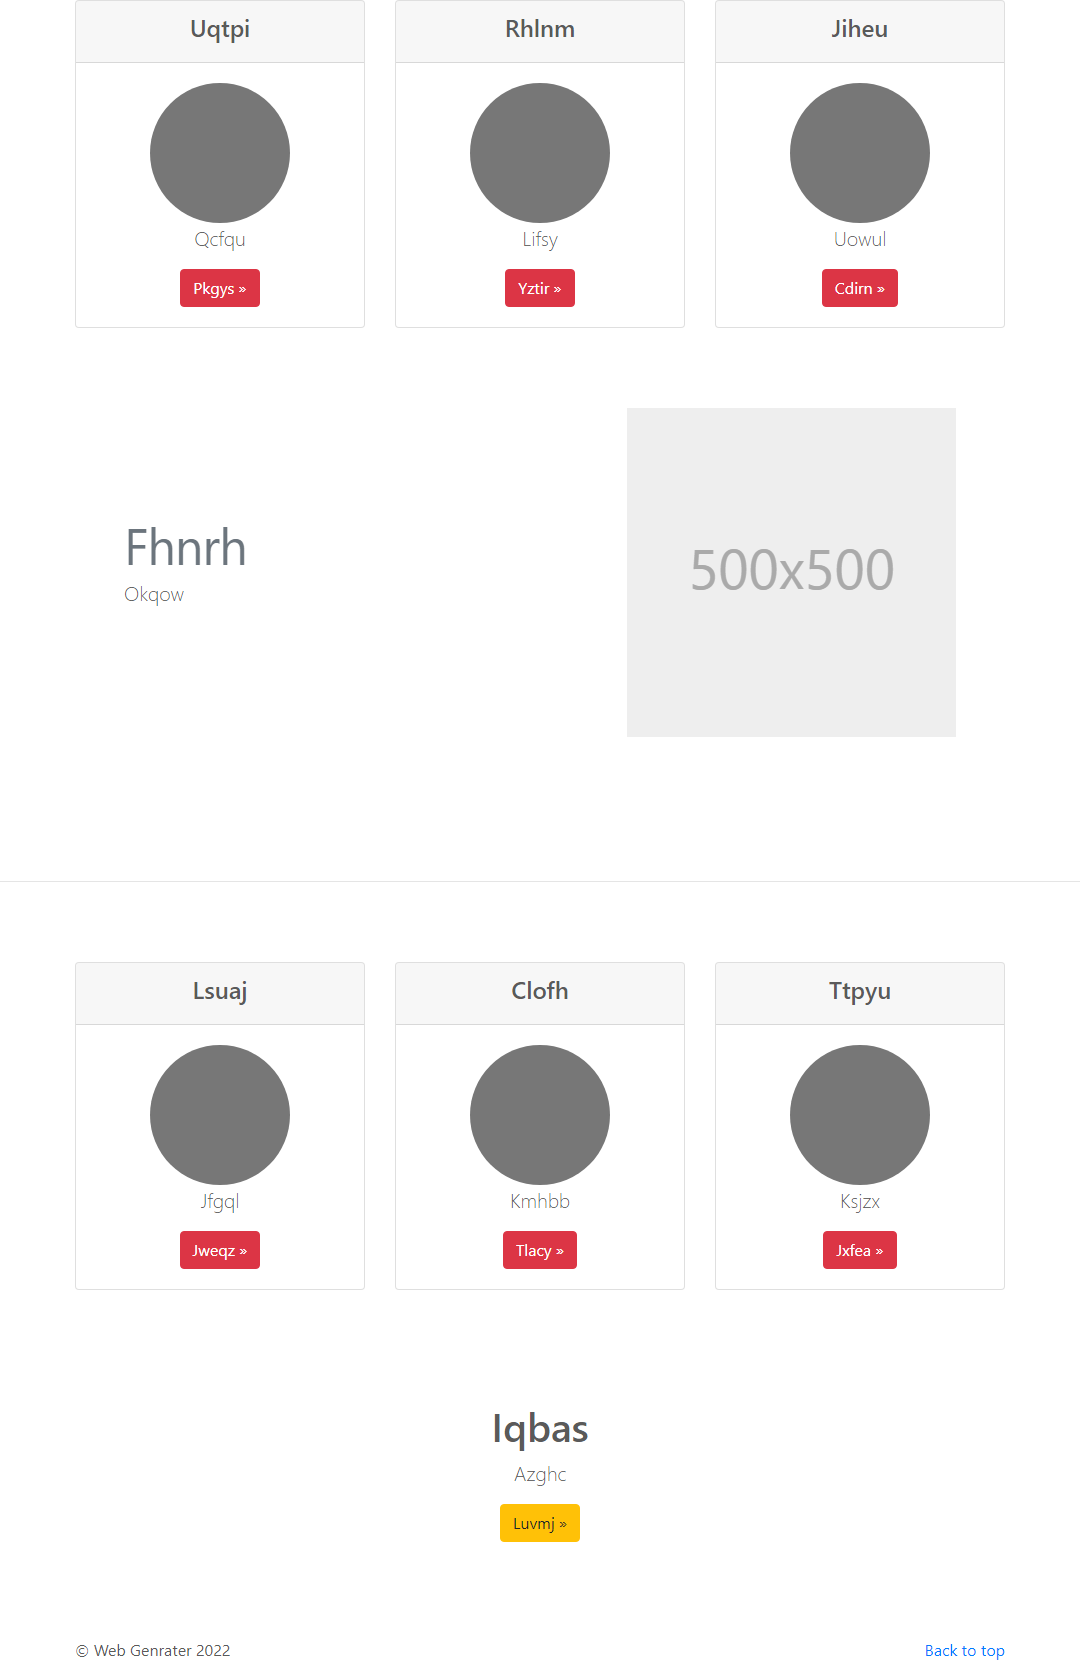 Uqtpi
Rhlnm
Jiheu
Qcfqu
Lifsy
Uowul
Pkgys »
Yztir »
Cdirn »
Fhnrh
Okqow
500x500
Lsuaj
Clofh
Ttpyu
Jfgql
Kmhbb
Ksjzx
Jweqz »
Tlacy »
Jxfea »
Iqbas
Azghc
Luvmj »
© Web Genrater 2022
Back to top